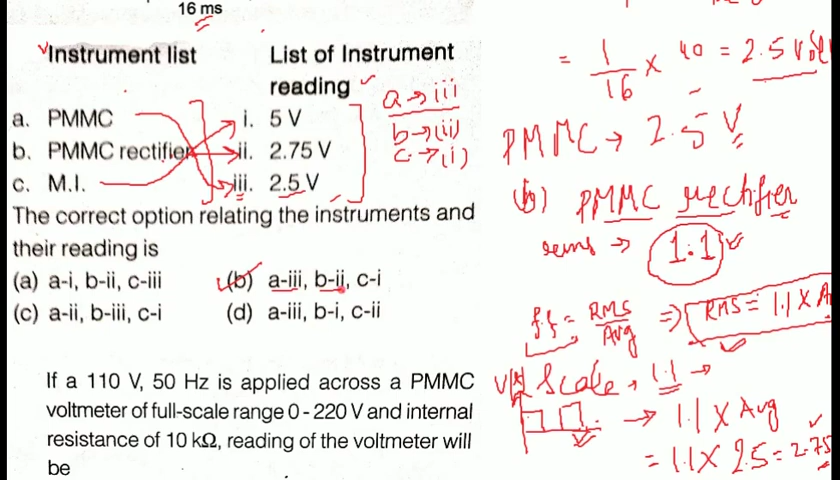 16 ms
Instrument list
List of Instrument
reading
a. PMMC
i. 5 V
b. PMMC rectifier
ii. 2.75 V
c. M.I.
iii. 2.5 V
a → iii
b → (ii)
c → (i)
The correct option relating the instruments and
their reading is
(a) a-i, b-ii, c-iii
(b) a-iii, b-ii, c-i
(c) a-ii, b-iii, c-i
(d) a-iii, b-i, c-ii
If a 110 V, 50 Hz is applied across a PMMC
voltmeter of full-scale range 0 - 220 V and internal
resistance of 10 kΩ, reading of the voltmeter will
be
= 1/16 × 40 = 2.5 Vol
PMMC → 2.5 V
(b) PMMC rectifier
rms → 1.1
f.f = RMS/Avg ⇒ RMS = 1.1 × A
Scale, 1.1 →
→ 1.1 × Avg
= 1.1 × 2.5 = 2.75